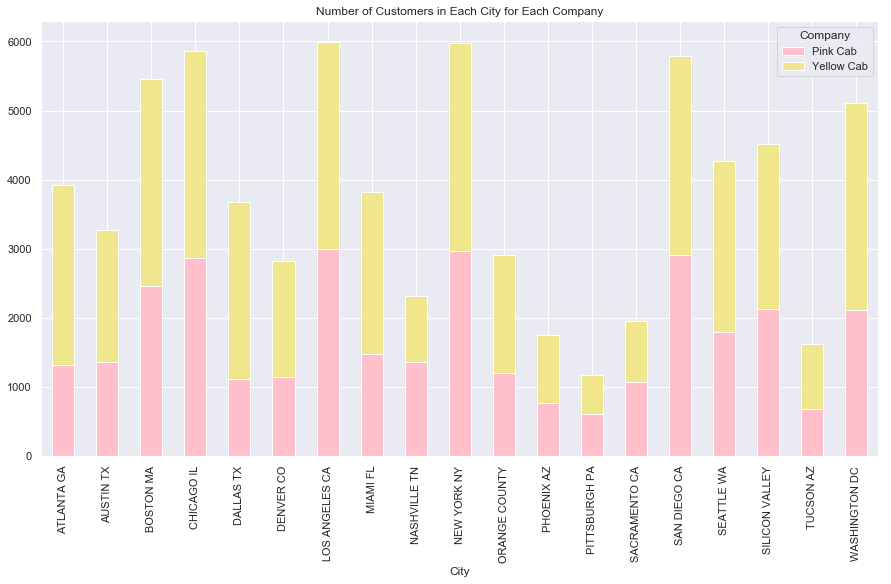 Number of Customers in Each City for Each Company
Company
Pink Cab
Yellow Cab
6000
5000
4000
3000
2000
1000
0
ATLANTA GA
AUSTIN TX
BOSTON MA
CHICAGO IL
DALLAS TX
DENVER CO
LOS ANGELES CA
MIAMI FL
NASHVILLE TN
NEW YORK NY
ORANGE COUNTY
PHOENIX AZ
PITTSBURGH PA
SACRAMENTO CA
SAN DIEGO CA
SEATTLE WA
SILICON VALLEY
TUCSON AZ
WASHINGTON DC
City